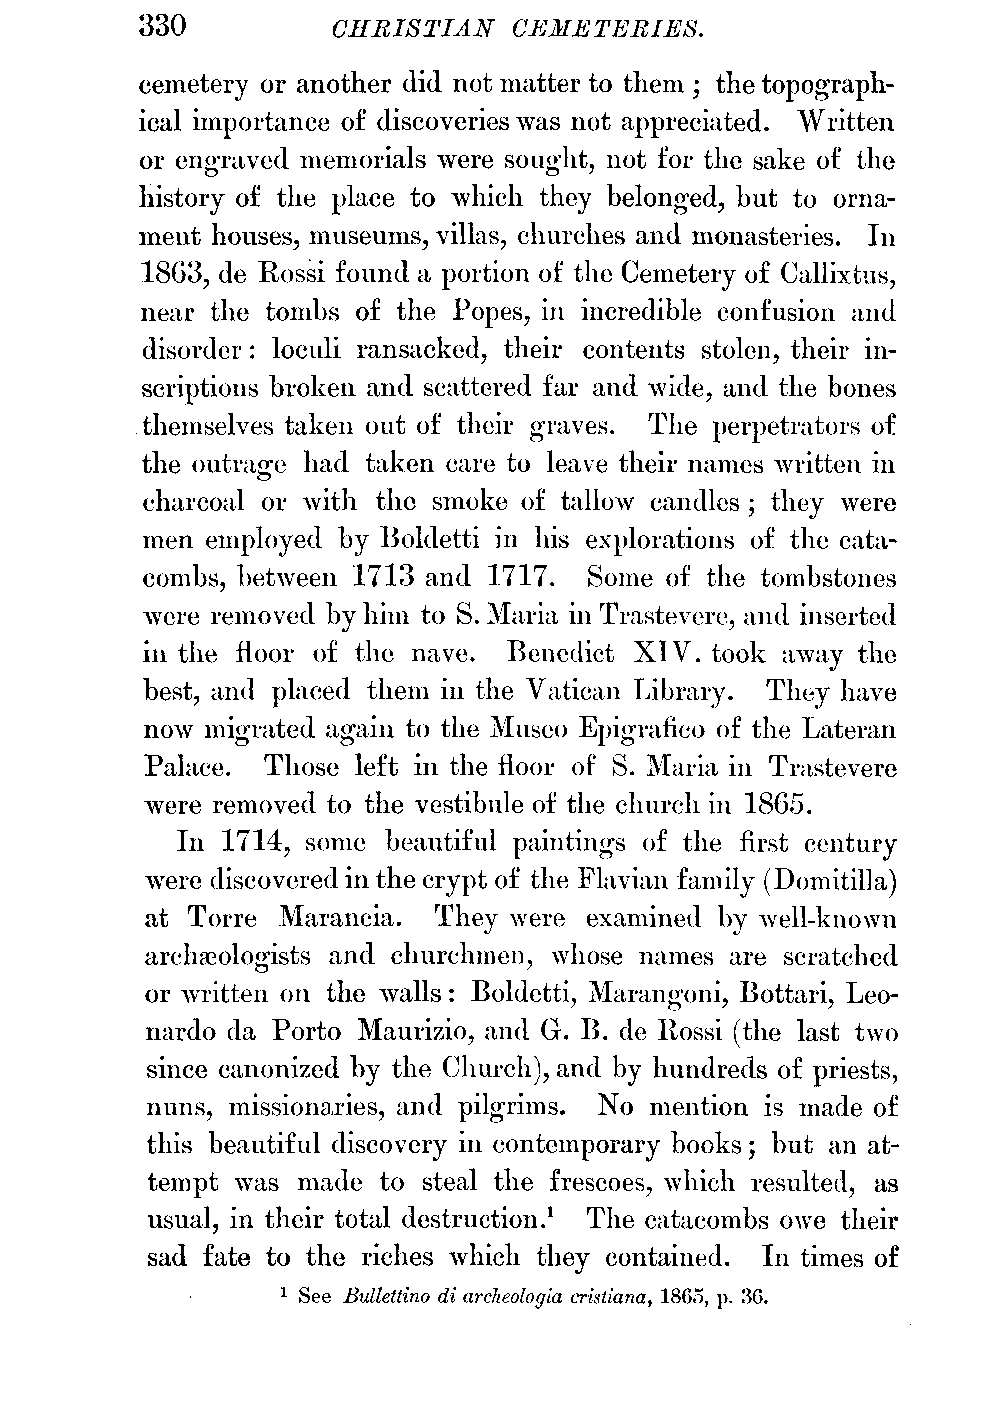 330 CHRISTIAN CEMETERIES.
cemetery or another did not matter to them ; the topograph-
ical importance of discoveries was not appreciated. Written
or engraved memorials were sought, not for the sake of the
history of the place to which they belonged, but to orna-
ment houses, museums, villas, churches and monasteries. In
1863, de Rossi found a portion of the Cemetery of Callixtus,
near the tombs of the Popes, in incredible confusion and
disorder : loculi ransacked, their contents stolen, their in-
scriptions broken and scattered far and wide, and the bones
themselves taken out of their graves. The perpetrators of
the outrage had taken care to leave their names written in
charcoal or with the smoke of tallow candles ; they were
men employed by Boldetti in his explorations of the cata-
combs, between 1713 and 1717. Some of the tombstones
were removed by him to S. Maria in Trastevere, and inserted
in the floor of the nave. Benedict XIV. took away the
best, and placed them in the Vatican Library. They have
now migrated again to the Museo Epigrafico of the Lateran
Palace. Those left in the floor of S. Maria in Trastevere
were removed to the vestibule of the church in 1865.
In 1714, some beautiful paintings of the first century
were discovered in the crypt of the Flavian family (Domitilla)
at Torre Marancia. They were examined by well-known
archæologists and churchmen, whose names are scratched
or written on the walls : Boldetti, Marangoni, Bottari, Leo-
nardo da Porto Maurizio, and G. B. de Rossi (the last two
since canonized by the Church), and by hundreds of priests,
nuns, missionaries, and pilgrims. No mention is made of
this beautiful discovery in contemporary books ; but an at-
tempt was made to steal the frescoes, which resulted, as
usual, in their total destruction.¹ The catacombs owe their
sad fate to the riches which they contained. In times of
¹ See Bullettino di archeologia cristiana, 1865, p. 36.